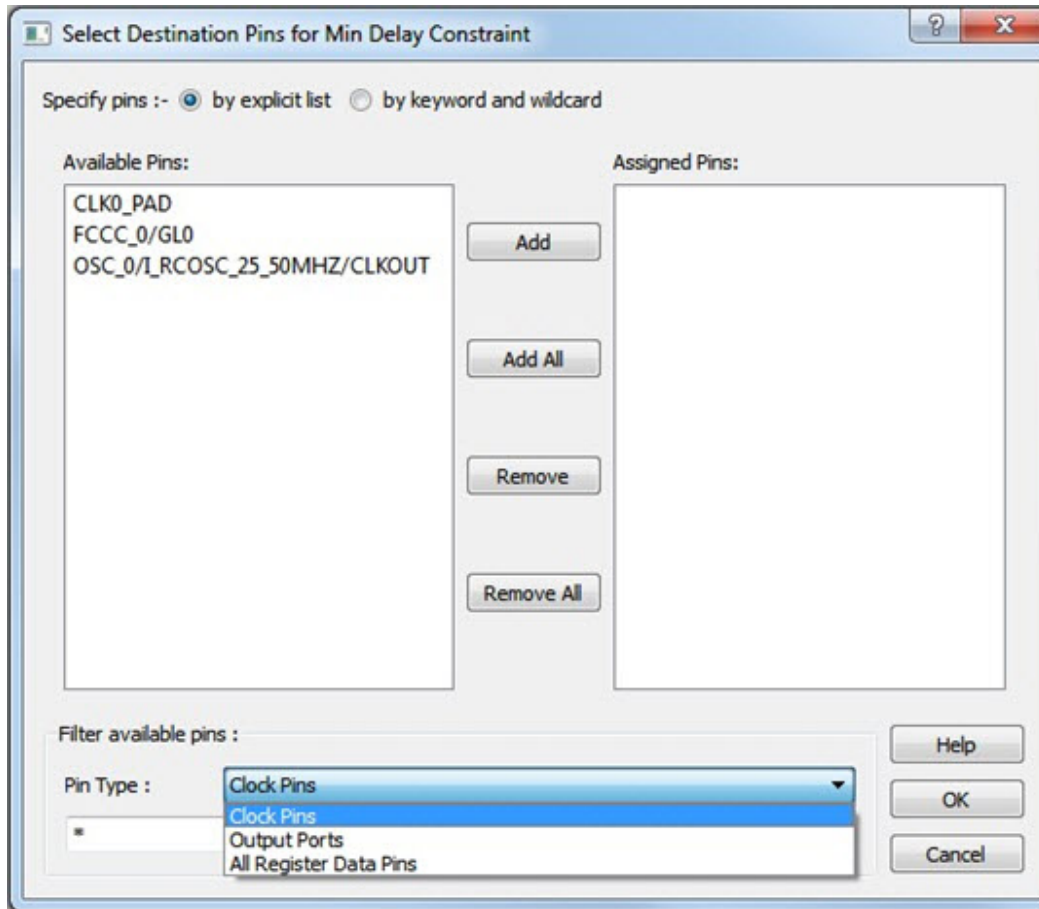 Select Destination Pins for Min Delay Constraint
?
Specify pins :- by explicit list by keyword and wildcard
Available Pins: Assigned Pins:
CLK0_PAD
FCCC_0/GL0
OSC_0/I_RCOSC_25_50MHZ/CLKOUT
Add
Add All
Remove
Remove All
Filter available pins :
Help
Pin Type : Clock Pins
OK
Clock Pins
*
Output Ports
All Register Data Pins
Cancel